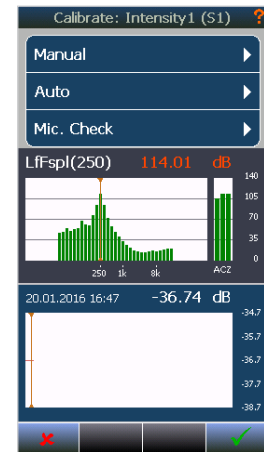 Calibrate: Intensity1 (S1) ?
Manual
Auto
Mic. Check
LfFspl(250) 114.01 dB
140
105
70
35
0
250 1k 8k ACZ
20.01.2016 16:47 -36.74 dB
-34.7
-35.7
-36.7
-37.7
-38.7